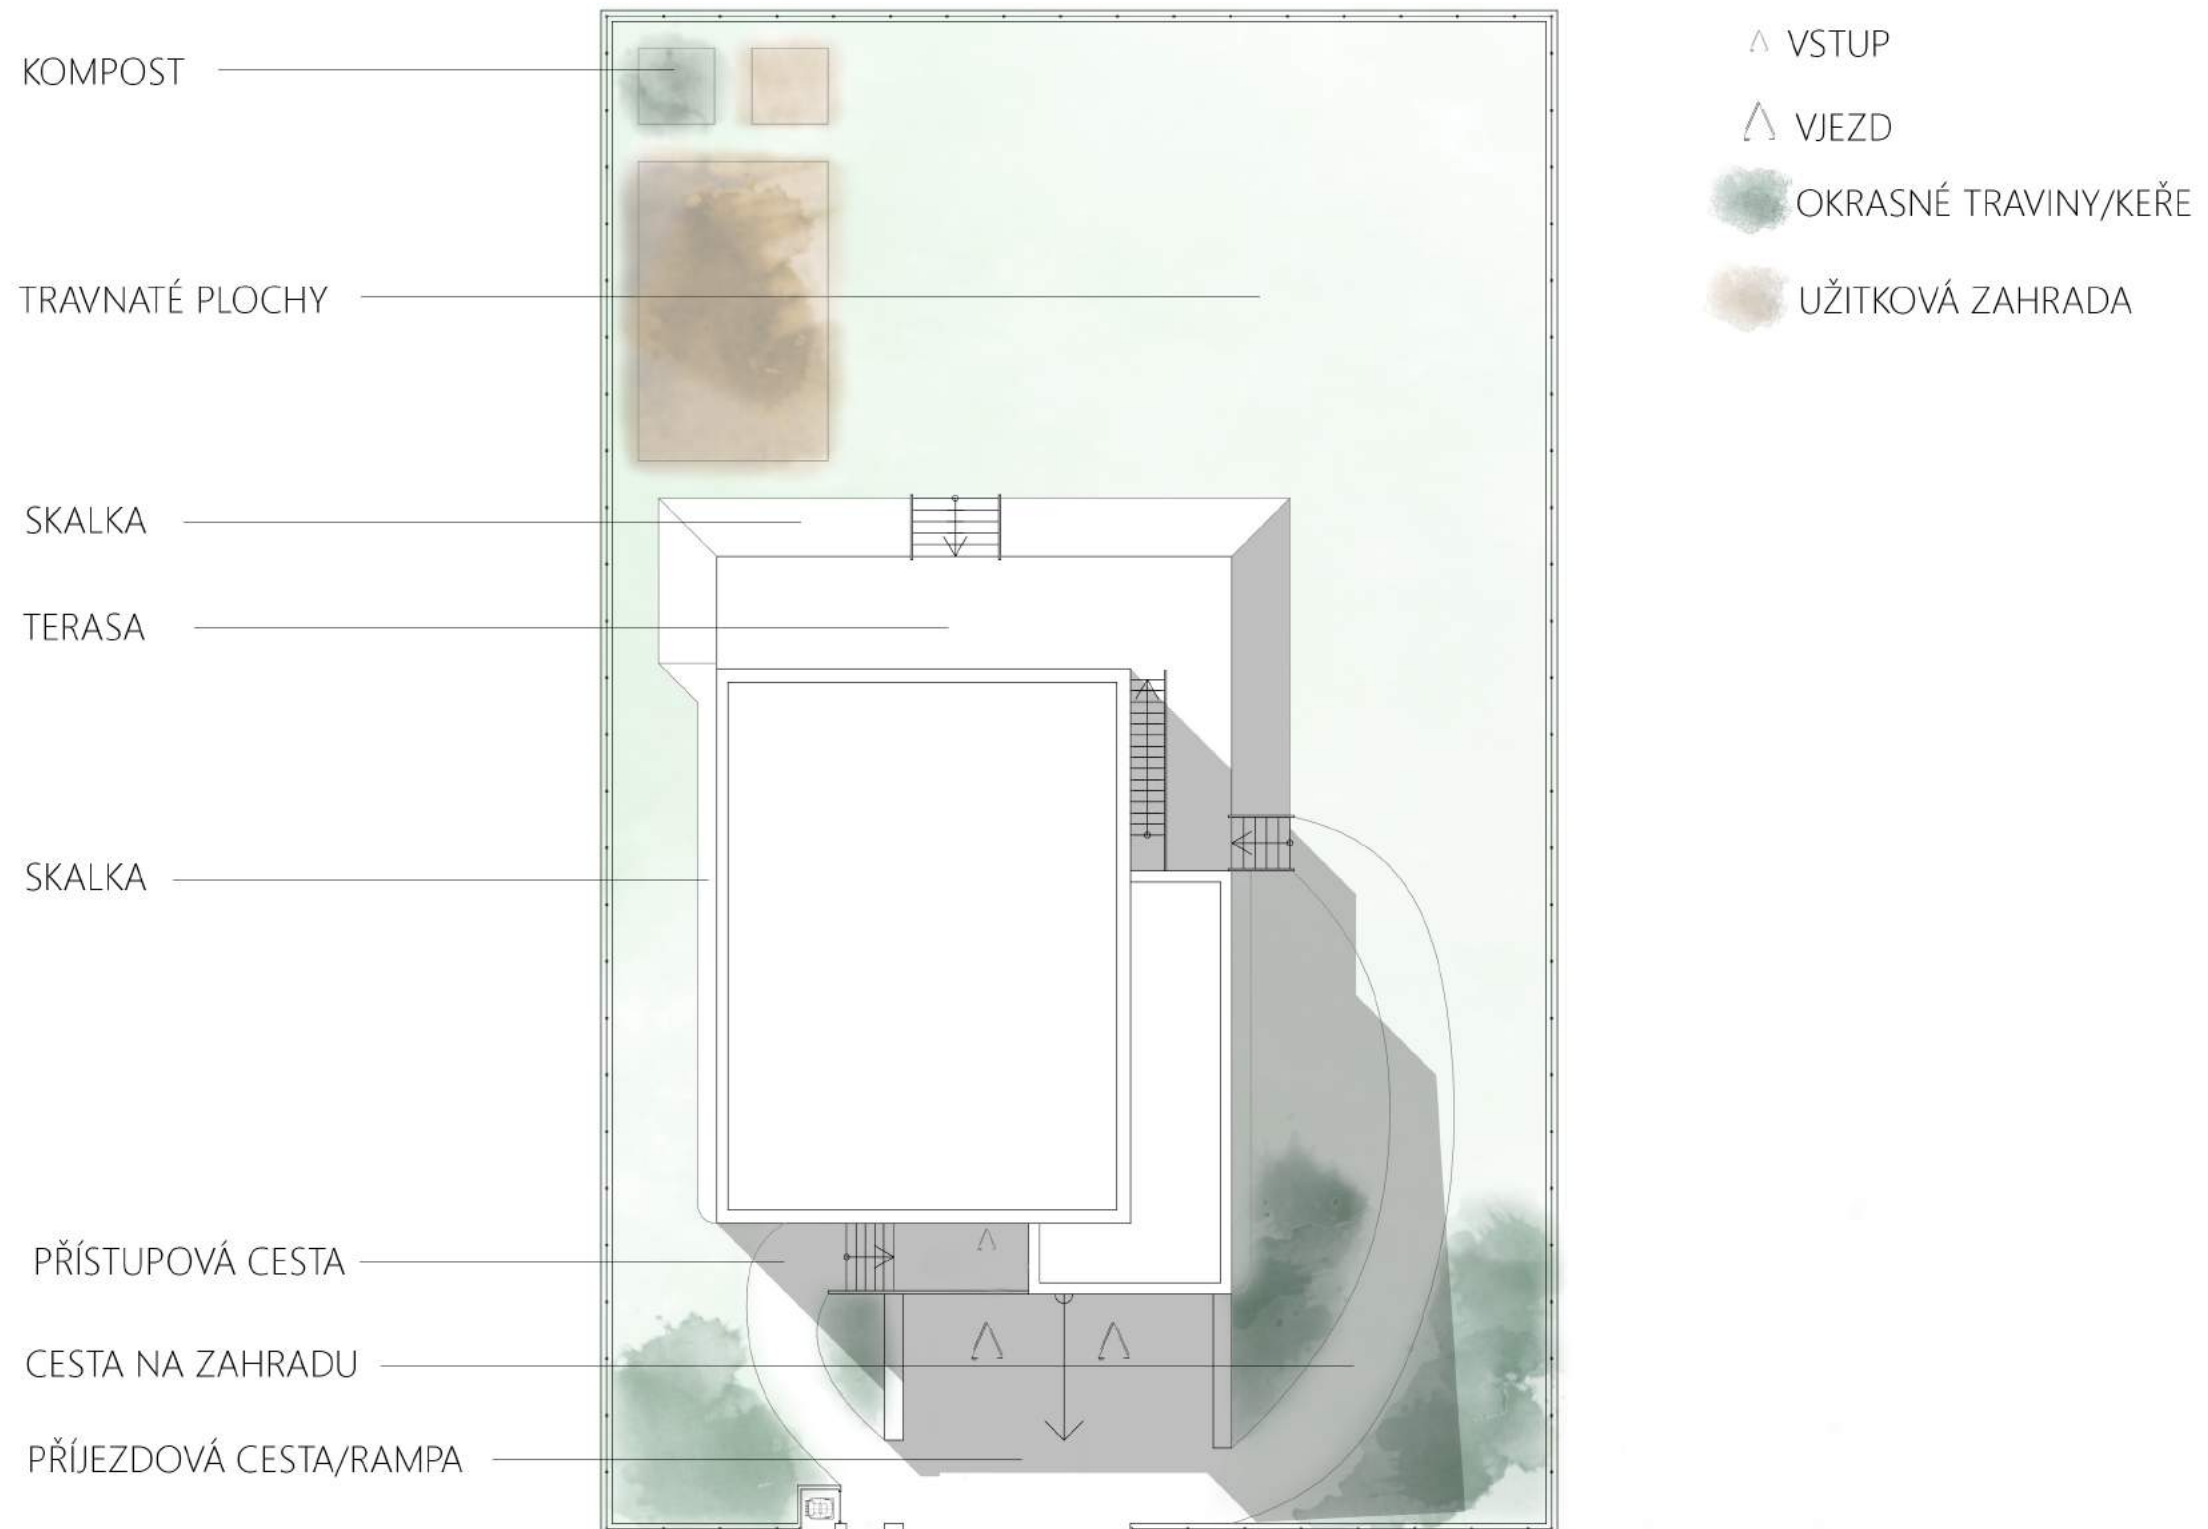 KOMPOST
TRAVNATÉ PLOCHY
SKALKA
TERASA
SKALKA
PŘÍSTUPOVÁ CESTA
CESTA NA ZAHRADU
PŘÍJEZDOVÁ CESTA/RAMPA
VSTUP
VJEZD
OKRASNÉ TRAVINY/KEŘE
UŽITKOVÁ ZAHRADA